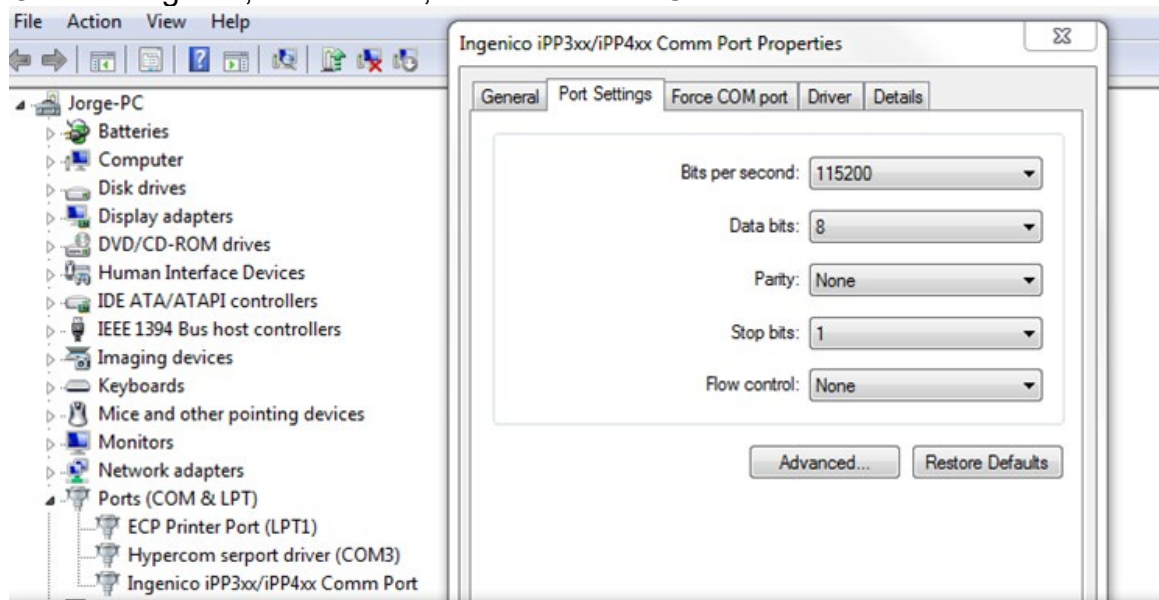 File Action View Help
Jorge-PC
Batteries
Computer
Disk drives
Display adapters
DVD/CD-ROM drives
Human Interface Devices
IDE ATA/ATAPI controllers
IEEE 1394 Bus host controllers
Imaging devices
Keyboards
Mice and other pointing devices
Monitors
Network adapters
Ports (COM & LPT)
ECP Printer Port (LPT1)
Hypercom serport driver (COM3)
Ingenico iPP3xx/iPP4xx Comm Port
Ingenico iPP3xx/iPP4xx Comm Port Properties
General Port Settings Force COM port Driver Details
Bits per second: 115200
Data bits: 8
Parity: None
Stop bits: 1
Flow control: None
Advanced... Restore Defaults